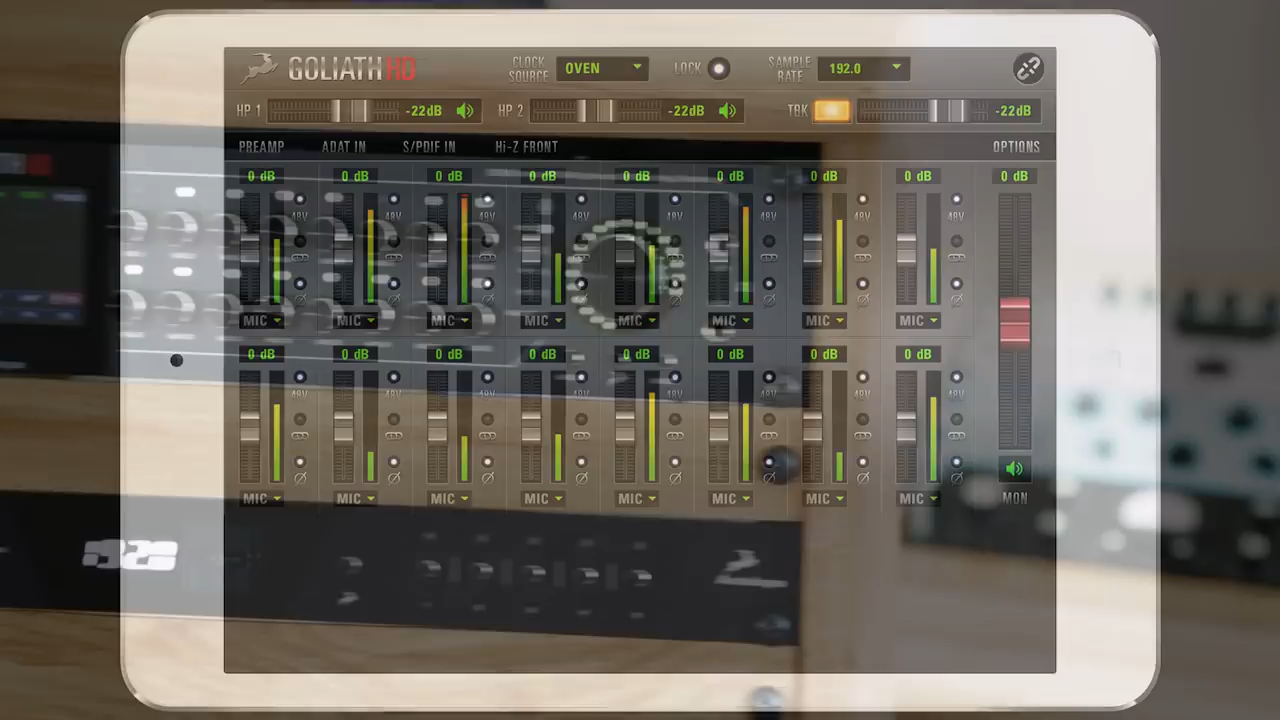 GOLIATH HD
CLOCK SOURCE
OVEN
LOCK
SAMPLE RATE
192.0
HP 1
-22dB
HP 2
-22dB
TBK
-22dB
PREAMP
ADAT IN
S/PDIF IN
Hi-Z FRONT
OPTIONS
0 dB 0 dB 0 dB 0 dB 0 dB 0 dB 0 dB 0 dB 0 dB
48V 48V 48V 48V 48V 48V 48V 48V
MIC MIC MIC MIC MIC MIC MIC MIC
0 dB 0 dB 0 dB 0 dB 0 dB 0 dB 0 dB 0 dB
48V 48V 48V 48V 48V 48V 48V 48V
MIC MIC MIC MIC MIC MIC MIC MIC
MON